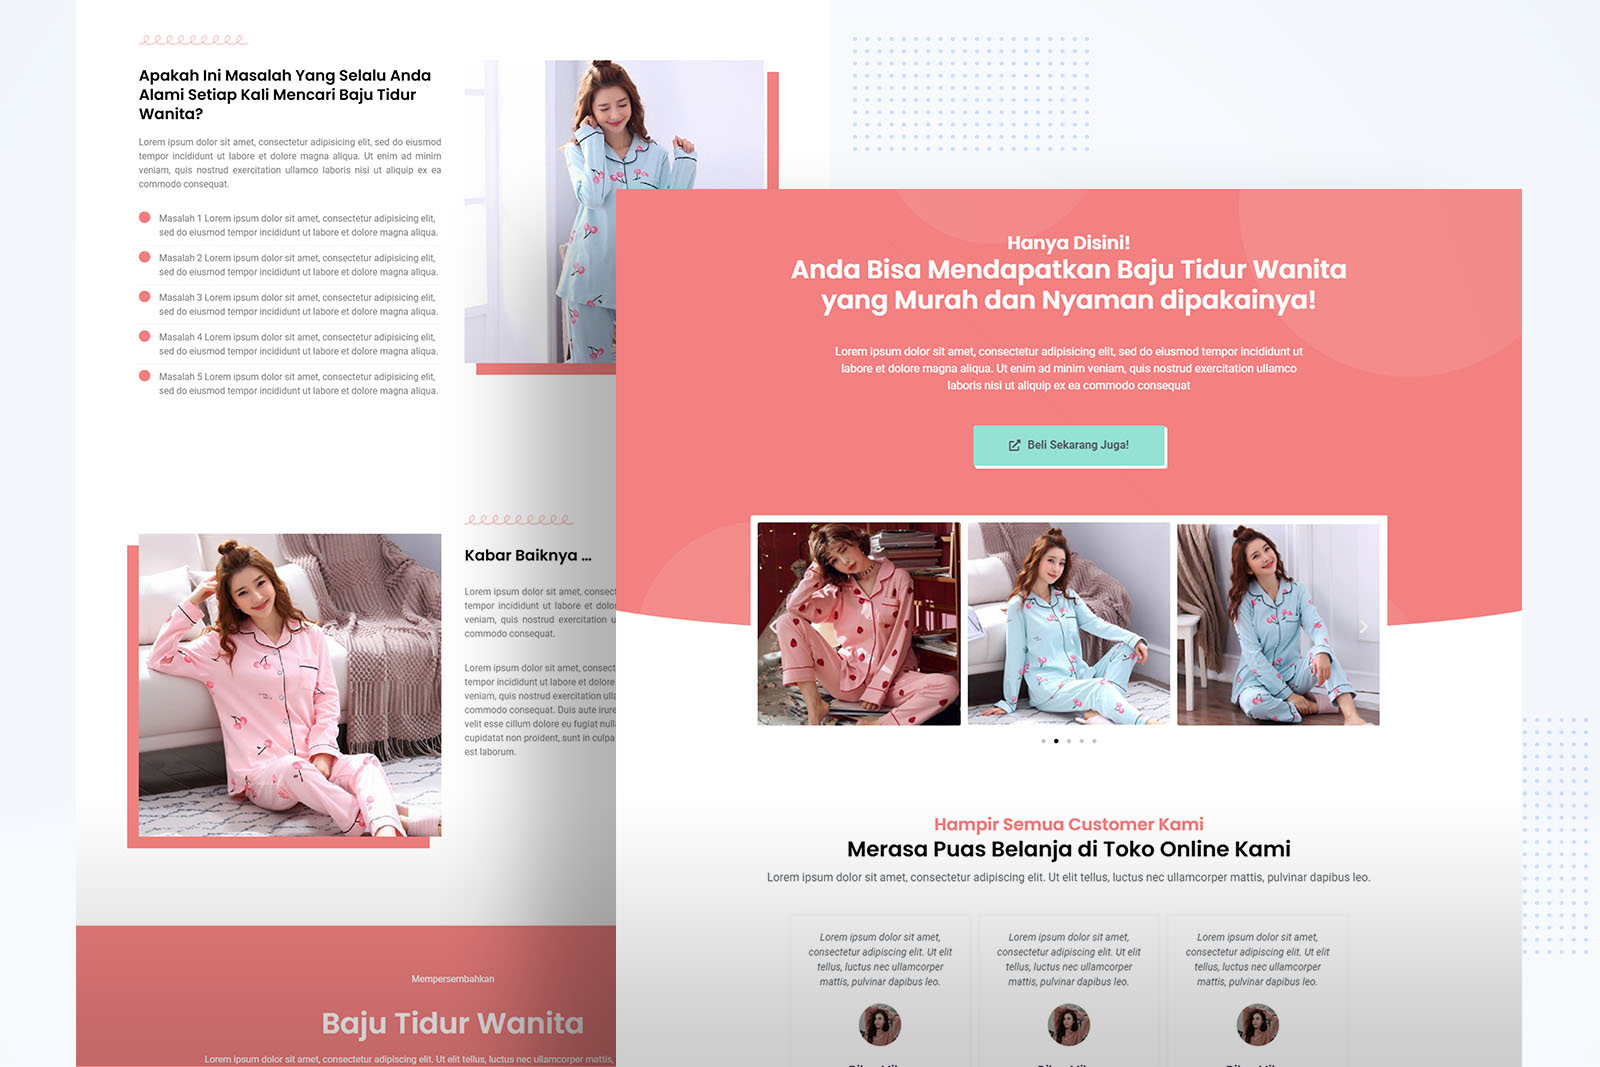 Apakah Ini Masalah Yang Selalu Anda
Alami Setiap Kali Mencari Baju Tidur
Wanita?
Lorem ipsum dolor sit amet, consectetur adipisicing elit, sed do eiusmod
tempor incididunt ut labore et dolore magna aliqua. Ut enim ad minim
veniam, quis nostrud exercitation ullamco laboris nisi ut aliquip ex ea
commodo consequat.
Masalah 1 Lorem ipsum dolor sit amet, consectetur adipisicing elit,
sed do eiusmod tempor incididunt ut labore et dolore magna aliqua.
Masalah 2 Lorem ipsum dolor sit amet, consectetur adipisicing elit,
sed do eiusmod tempor incididunt ut labore et dolore magna aliqua.
Masalah 3 Lorem ipsum dolor sit amet, consectetur adipisicing elit,
sed do eiusmod tempor incididunt ut labore et dolore magna aliqua.
Masalah 4 Lorem ipsum dolor sit amet, consectetur adipisicing elit,
sed do eiusmod tempor incididunt ut labore et dolore magna aliqua.
Masalah 5 Lorem ipsum dolor sit amet, consectetur adipisicing elit,
sed do eiusmod tempor incididunt ut labore et dolore magna aliqua.
Kabar Baiknya ...
Lorem ipsum dolor sit amet, consect
tempor incididunt ut labore et dolor
veniam, quis nostrud exercitation u
commodo consequat.
Lorem ipsum dolor sit amet, consect
tempor incididunt ut labore et dolore
veniam, quis nostrud exercitation ulla
commodo consequat. Duis aute irure
velit esse cillum dolore eu fugiat nulla
cupidatat non proident, sunt in culpa
est laborum.
Mempersembahkan
Baju Tidur Wanita
Lorem ipsum dolor sit amet, consectetur adipiscing elit. Ut elit tellus, luctus nec ullamcorper mattis,
Hanya Disini!
Anda Bisa Mendapatkan Baju Tidur Wanita
yang Murah dan Nyaman dipakainya!
Lorem ipsum dolor sit amet, consectetur adipisicing elit, sed do eiusmod tempor incididunt ut
labore et dolore magna aliqua. Ut enim ad minim veniam, quis nostrud exercitation ullamco
laboris nisi ut aliquip ex ea commodo consequat
Beli Sekarang Juga!
Hampir Semua Customer Kami
Merasa Puas Belanja di Toko Online Kami
Lorem ipsum dolor sit amet, consectetur adipiscing elit. Ut elit tellus, luctus nec ullamcorper mattis, pulvinar dapibus leo.
Lorem ipsum dolor sit amet,
consectetur adipiscing elit. Ut elit
tellus, luctus nec ullamcorper
mattis, pulvinar dapibus leo.
Lorem ipsum dolor sit amet,
consectetur adipiscing elit. Ut elit
tellus, luctus nec ullamcorper
mattis, pulvinar dapibus leo.
Lorem ipsum dolor sit amet,
consectetur adipiscing elit. Ut elit
tellus, luctus nec ullamcorper
mattis, pulvinar dapibus leo.